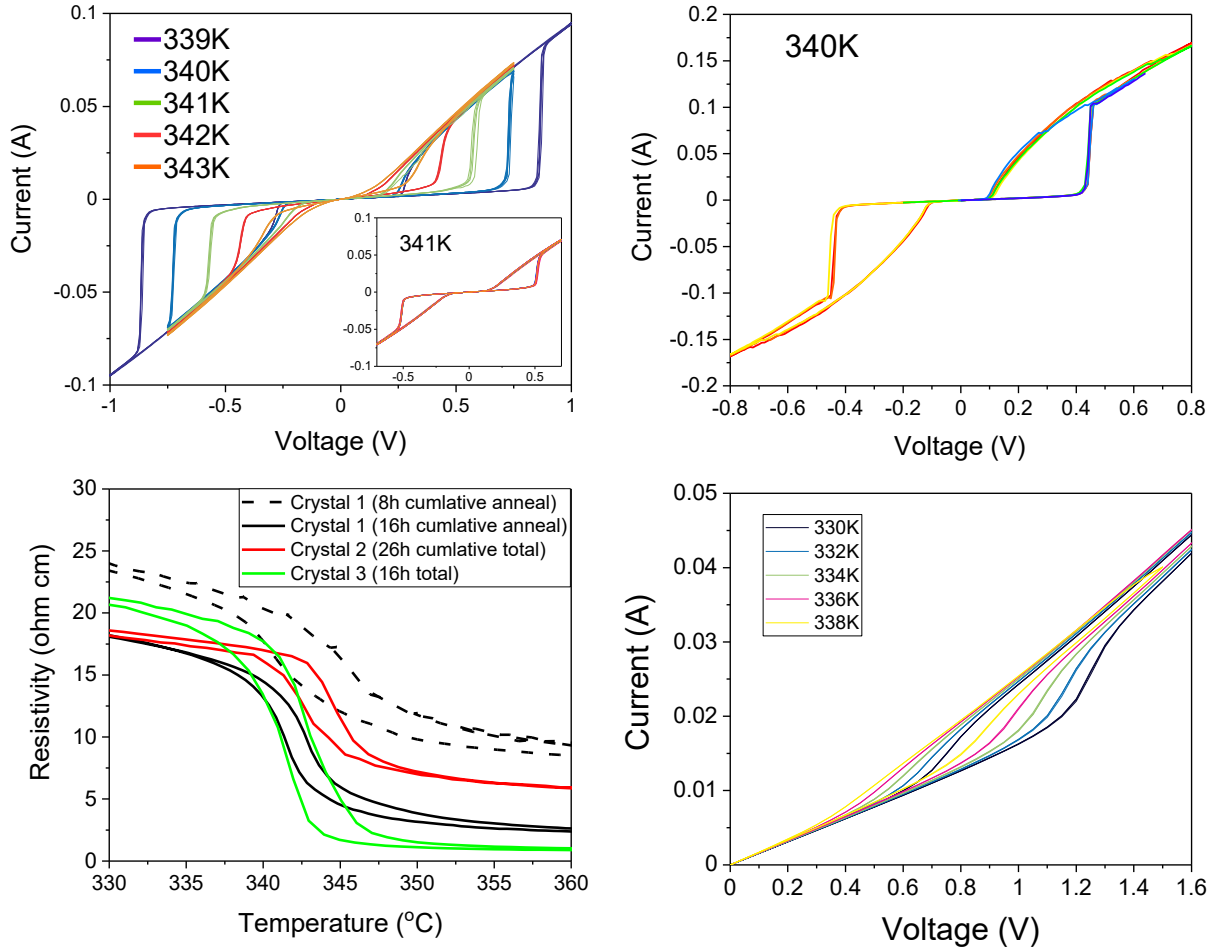 0.1
0.05
0
-0.05
-0.1
Current (A)
339K
340K
341K
342K
343K
-1
-0.5
0
0.5
1
Voltage (V)
341K
0.1
0.05
0
-0.05
-0.1
-0.5
0
0.5
340K
0.2
0.15
0.1
0.05
0
-0.05
-0.1
-0.15
-0.2
Current (A)
-0.8
-0.6
-0.4
-0.2
0
0.2
0.4
0.6
0.8
Voltage (V)
30
25
20
15
10
5
0
Resistivity (ohm cm)
Crystal 1 (8h cumlative anneal)
Crystal 1 (16h cumlative anneal)
Crystal 2 (26h cumlative total)
Crystal 3 (16h total)
330
335
340
345
350
355
360
Temperature (°C)
0.05
0.04
0.03
0.02
0.01
0
Current (A)
330K
332K
334K
336K
338K
0
0.2
0.4
0.6
0.8
1
1.2
1.4
1.6
Voltage (V)